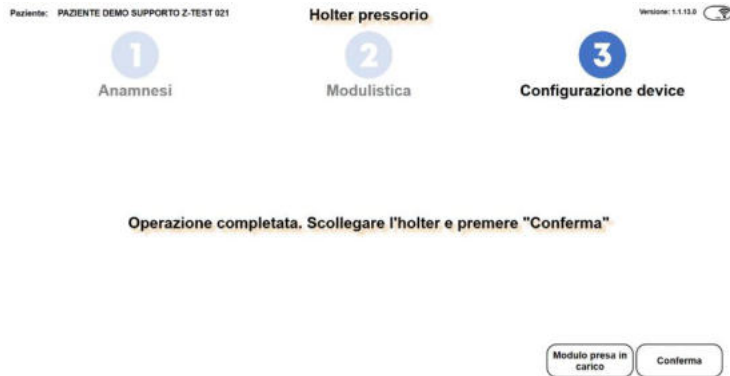 Paziente: PAZIENTE DEMO SUPPORTO Z-TEST 021
Holter pressorio
Versione: 1.1.13.0
1
2
3
Anamnesi
Modulistica
Configurazione device
Operazione completata. Scollegare l'holter e premere "Conferma"
Modulo presa in
carico
Conferma